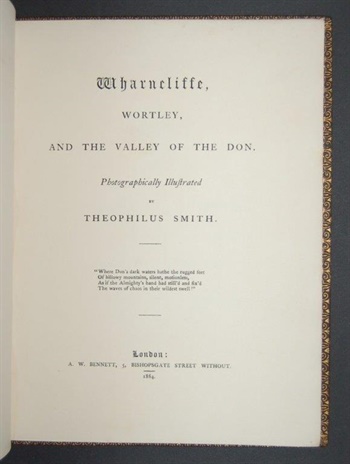 Wharncliffe,
WORTLEY,
AND THE VALLEY OF THE DON.
Photographically Illustrated
BY
THEOPHILUS SMITH.
"Where Don's dark waters bathe the rugged feet
Of billowy mountains, silent, motionless,
As if the Almighty's hand had still'd and fix'd
The waves of chaos in their wildest swell!"
London:
A. W. BENNETT, 5, BISHOPSGATE STREET WITHOUT.
1864.